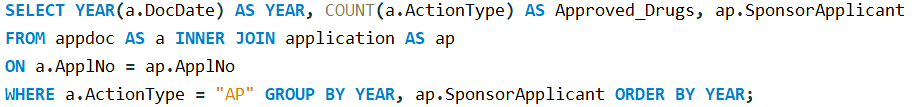 SELECT YEAR(a.DocDate) AS YEAR, COUNT(a.ActionType) AS Approved_Drugs, ap.SponsorApplicant
FROM appdoc AS a INNER JOIN application AS ap
ON a.ApplNo = ap.ApplNo
WHERE a.ActionType = "AP" GROUP BY YEAR, ap.SponsorApplicant ORDER BY YEAR;